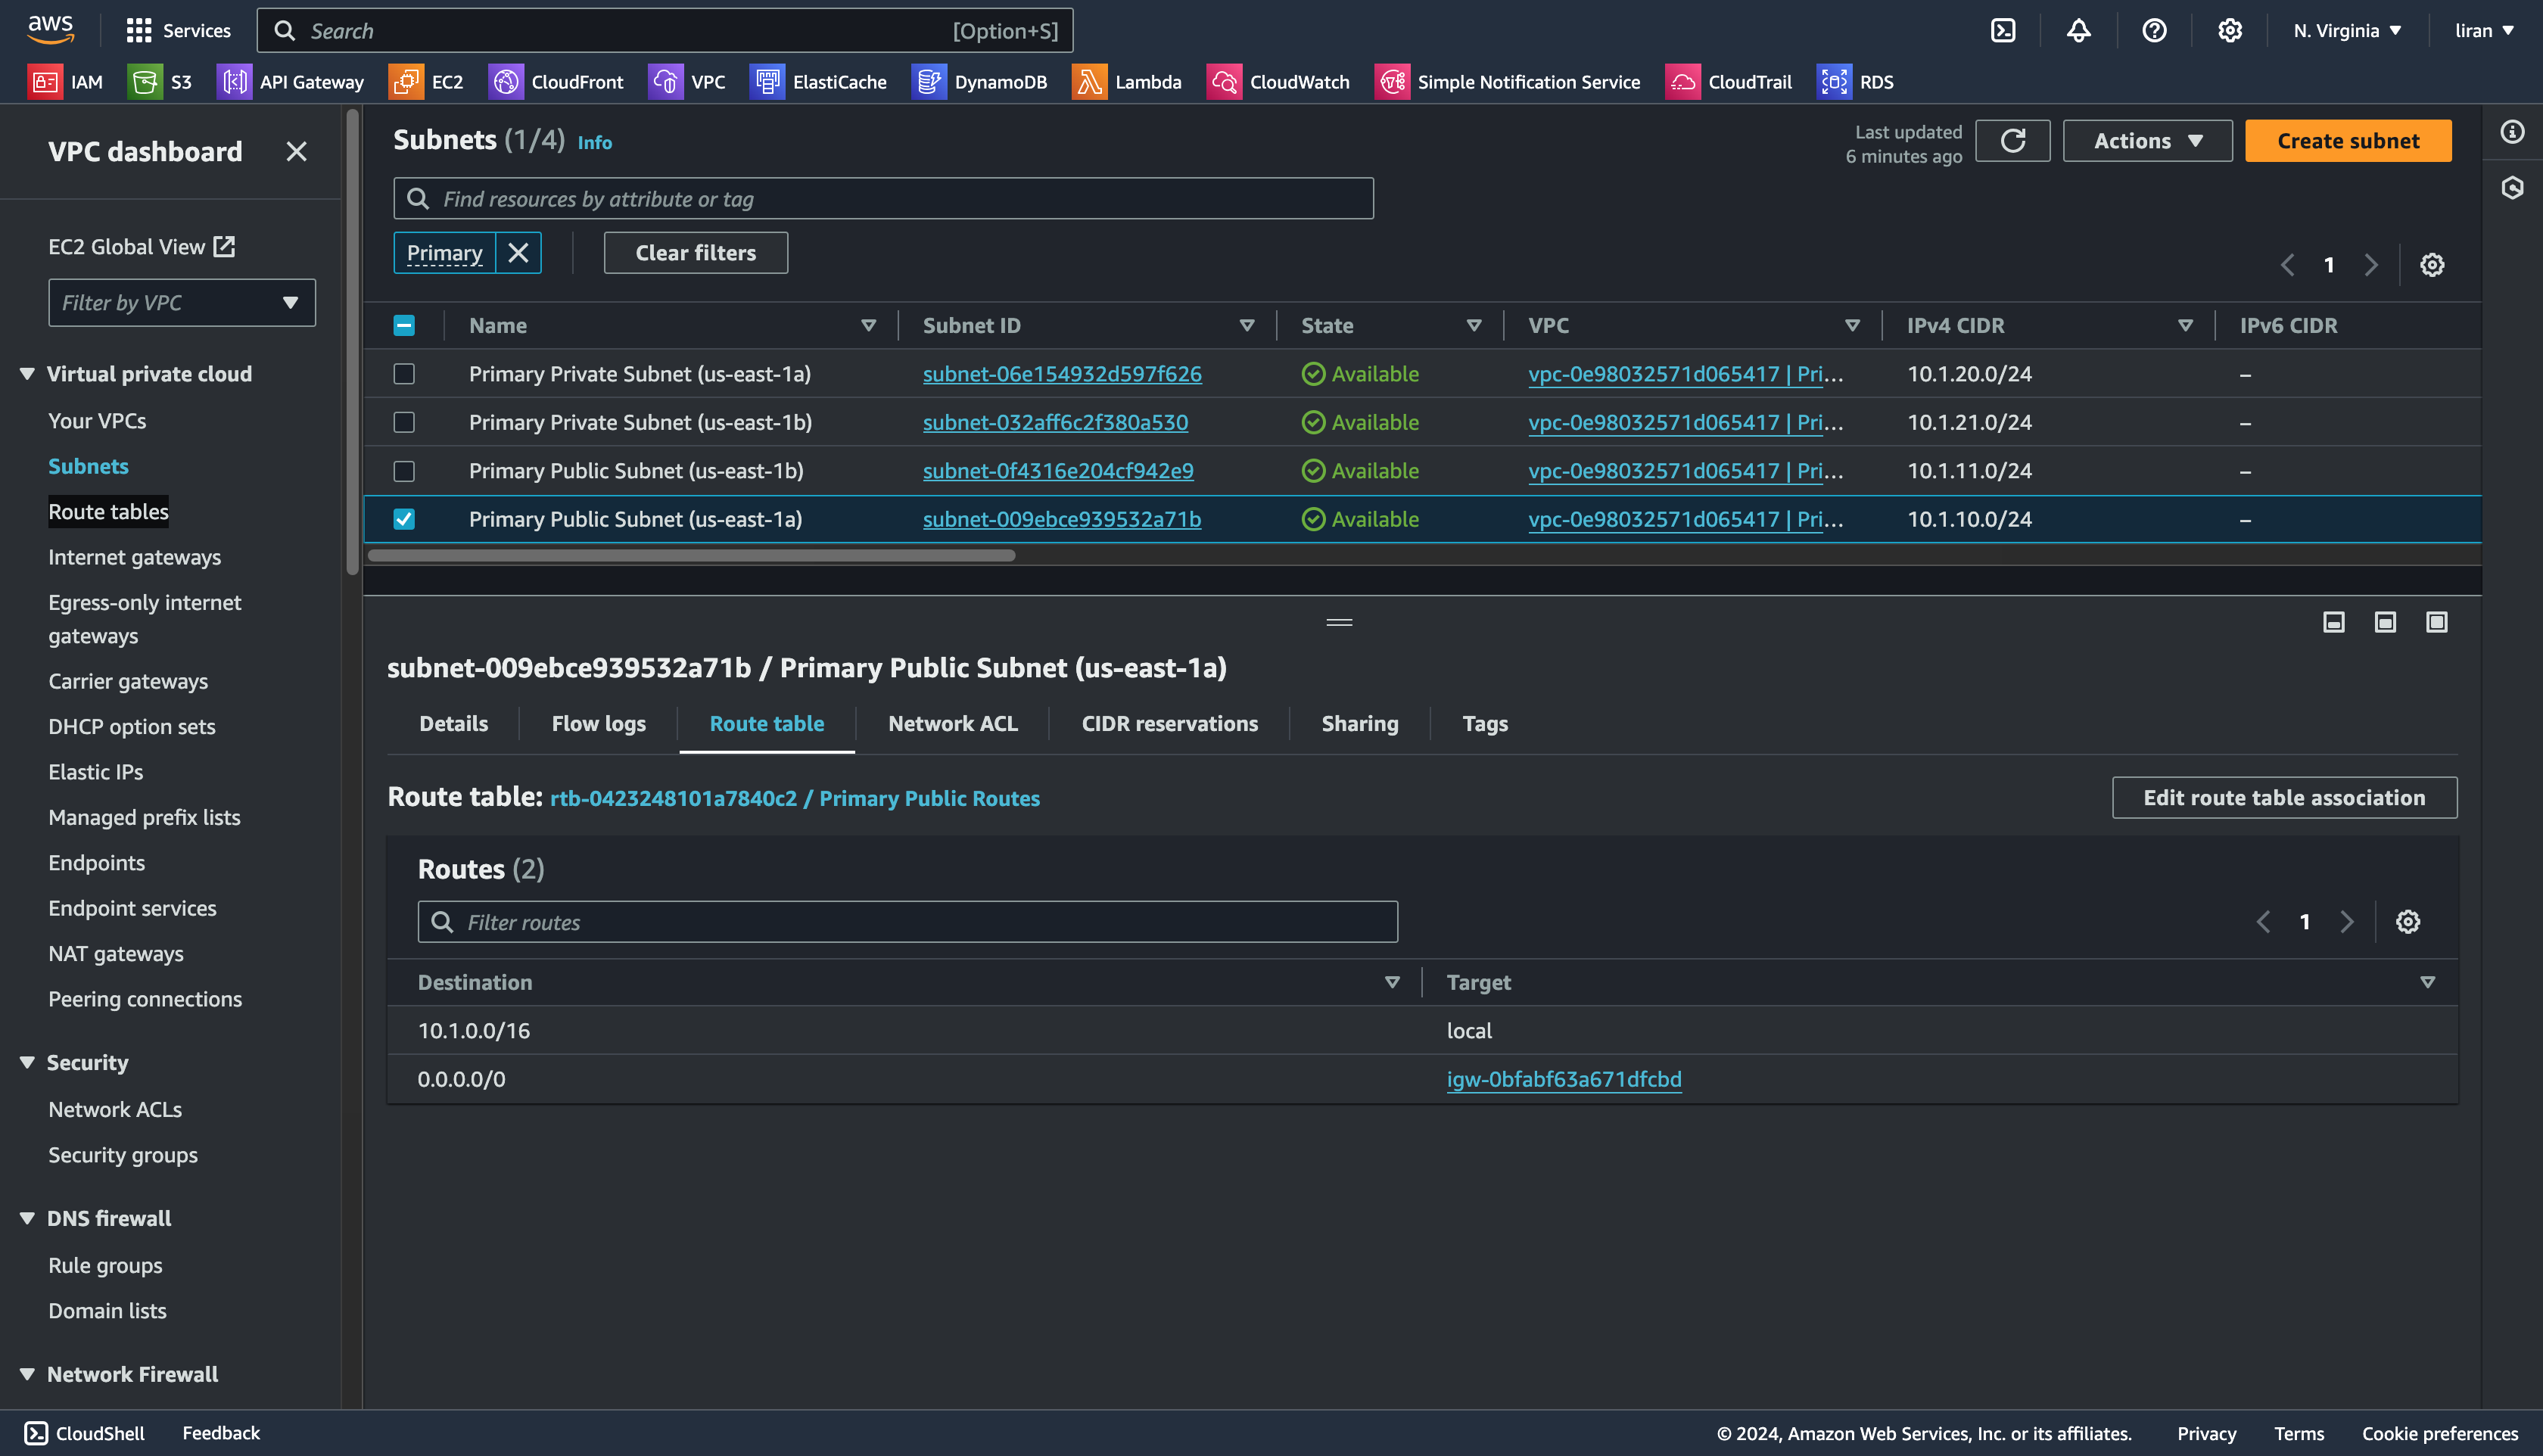 aws
Services
Search [Option+S]
N. Virginia
liran
IAM S3 API Gateway EC2 CloudFront VPC ElastiCache DynamoDB Lambda CloudWatch Simple Notification Service CloudTrail RDS
VPC dashboard
EC2 Global View
Filter by VPC
Virtual private cloud
Your VPCs
Subnets
Route tables
Internet gateways
Egress-only internet
gateways
Carrier gateways
DHCP option sets
Elastic IPs
Managed prefix lists
Endpoints
Endpoint services
NAT gateways
Peering connections
Security
Network ACLs
Security groups
DNS firewall
Rule groups
Domain lists
Network Firewall
Subnets (1/4) Info
Last updated
6 minutes ago
Actions
Create subnet
Find resources by attribute or tag
Primary
Clear filters
1
Name Subnet ID State VPC IPv4 CIDR IPv6 CIDR
Primary Private Subnet (us-east-1a) subnet-06e154932d597f626 Available vpc-0e98032571d065417 | Pri... 10.1.20.0/24 –
Primary Private Subnet (us-east-1b) subnet-032aff6c2f380a530 Available vpc-0e98032571d065417 | Pri... 10.1.21.0/24 –
Primary Public Subnet (us-east-1b) subnet-0f4316e204cf942e9 Available vpc-0e98032571d065417 | Pri... 10.1.11.0/24 –
Primary Public Subnet (us-east-1a) subnet-009ebce939532a71b Available vpc-0e98032571d065417 | Pri... 10.1.10.0/24 –
subnet-009ebce939532a71b / Primary Public Subnet (us-east-1a)
Details Flow logs Route table Network ACL CIDR reservations Sharing Tags
Route table: rtb-0423248101a7840c2 / Primary Public Routes
Edit route table association
Routes (2)
Filter routes
1
Destination Target
10.1.0.0/16 local
0.0.0.0/0 igw-0bfabf63a671dfcbd
CloudShell Feedback
© 2024, Amazon Web Services, Inc. or its affiliates. Privacy Terms Cookie preferences